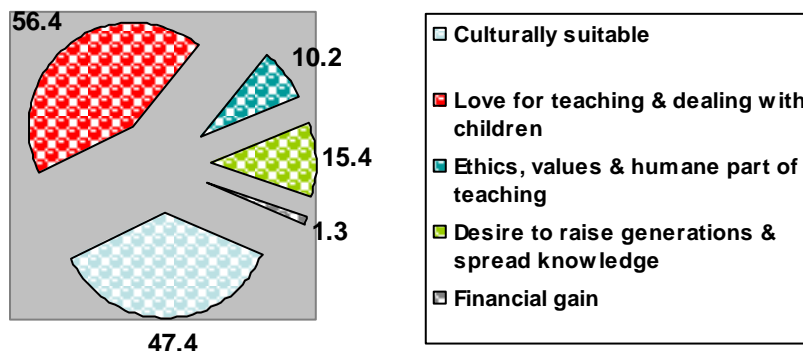 56.4
10.2
15.4
1.3
47.4
Culturally suitable
Love for teaching & dealing with
children
Ethics, values & humane part of
teaching
Desire to raise generations &
spread knowledge
Financial gain